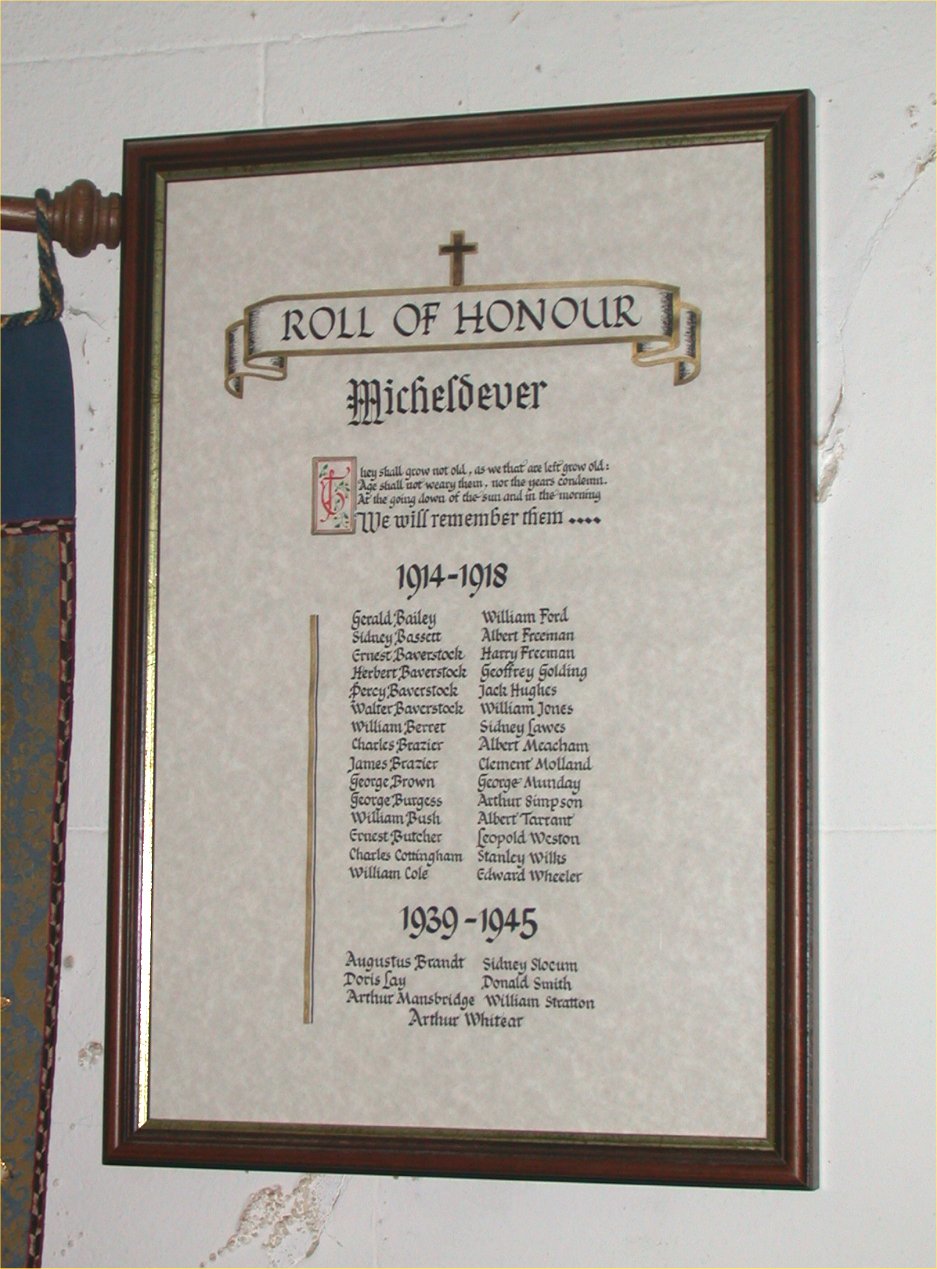 ROLL OF HONOUR
Micheldever
They shall grow not old, as we that are left grow old:
Age shall not weary them, nor the years condemn.
At the going down of the sun and in the morning
We will remember them ....
1914-1918
Gerald Bailey William Ford
Sidney Bassett Albert Freeman
Ernest Baverstock Harry Freeman
Herbert Baverstock Geoffrey Golding
Percy Baverstock Jack Hughes
Walter Baverstock William Jones
William Berret Sidney Lawes
Charles Brazier Albert Meacham
James Brazier Clement Molland
George Brown George Munday
George Burgess Arthur Simpson
William Bush Albert Tarrant
Ernest Butcher Leopold Weston
Charles Cottingham Stanley Wilks
William Cole Edward Wheeler
1939-1945
Augustus Brandt Sidney Slocum
Doris Lay Donald Smith
Arthur Mansbridge William Stratton
Arthur Whitear